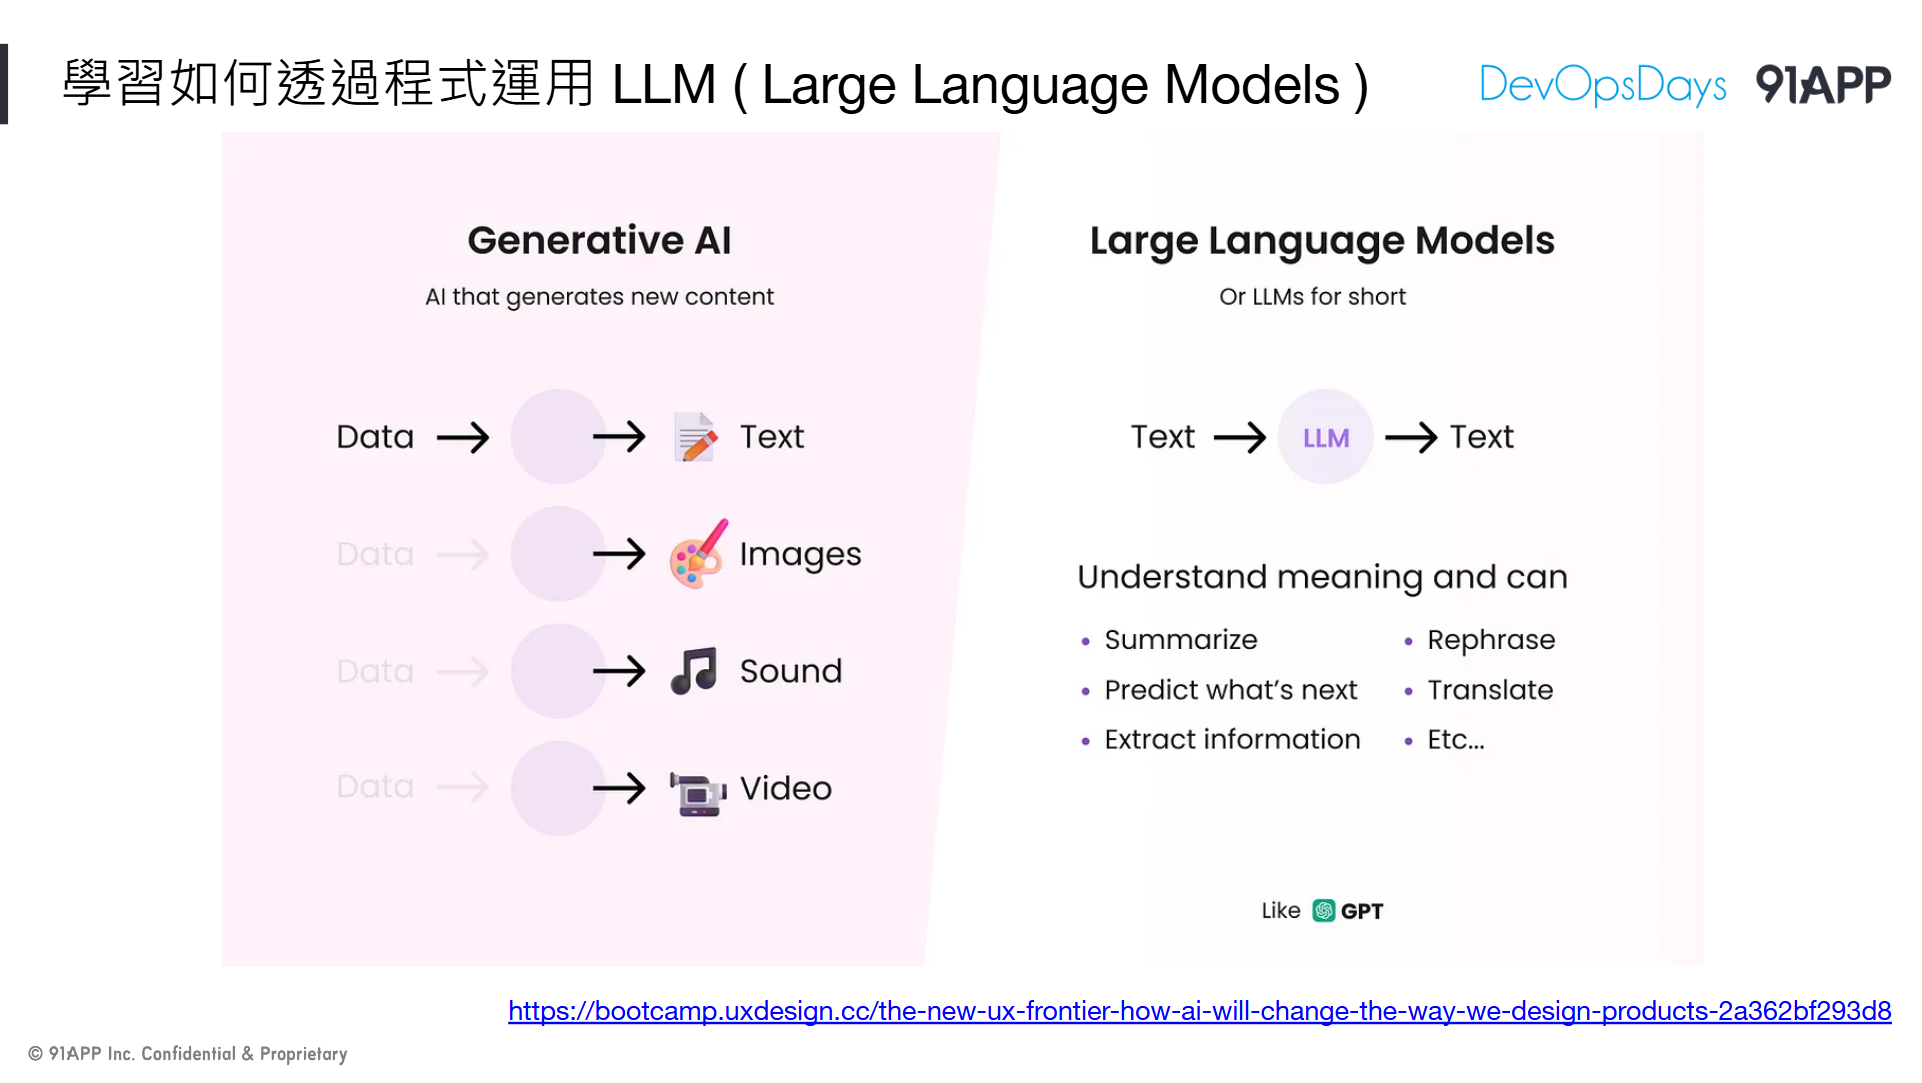 學習如何透過程式運用 LLM ( Large Language Models )
DevOpsDays
91APP
Generative AI
AI that generates new content
Data
Text
Data
Images
Data
Sound
Data
Video
Large Language Models
Or LLMs for short
Text
LLM
Text
Understand meaning and can
• Summarize
• Predict what's next
• Extract information
• Rephrase
• Translate
• Etc...
Like GPT
https://bootcamp.uxdesign.cc/the-new-ux-frontier-how-ai-will-change-the-way-we-design-products-2a362bf293d8
© 91APP Inc. Confidential & Proprietary